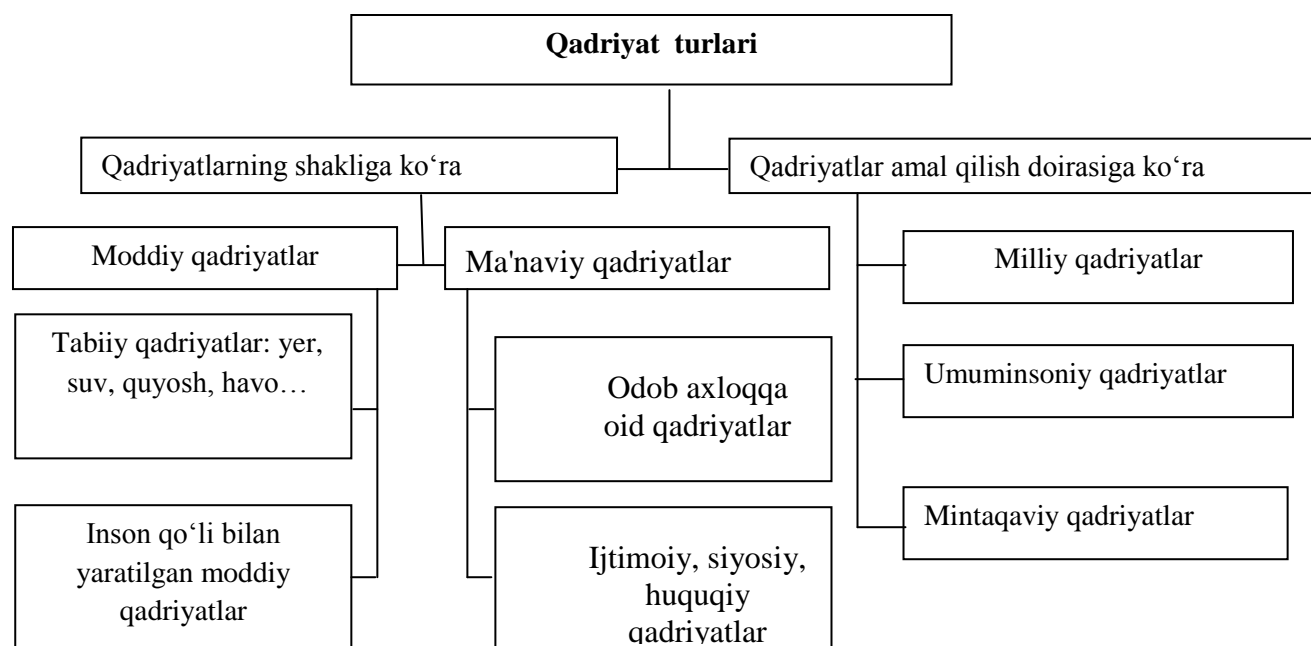 Qadriyat turlari
Qadriyatlarning shakliga ko‘ra
Qadriyatlar amal qilish doirasiga ko‘ra
Moddiy qadriyatlar
Ma'naviy qadriyatlar
Milliy qadriyatlar
Tabiiy qadriyatlar: yer,
suv, quyosh, havo…
Odob axloqqa
oid qadriyatlar
Umuminsoniy qadriyatlar
Inson qo‘li bilan
yaratilgan moddiy
qadriyatlar
Ijtimoiy, siyosiy,
huquqiy
qadriyatlar
Mintaqaviy qadriyatlar